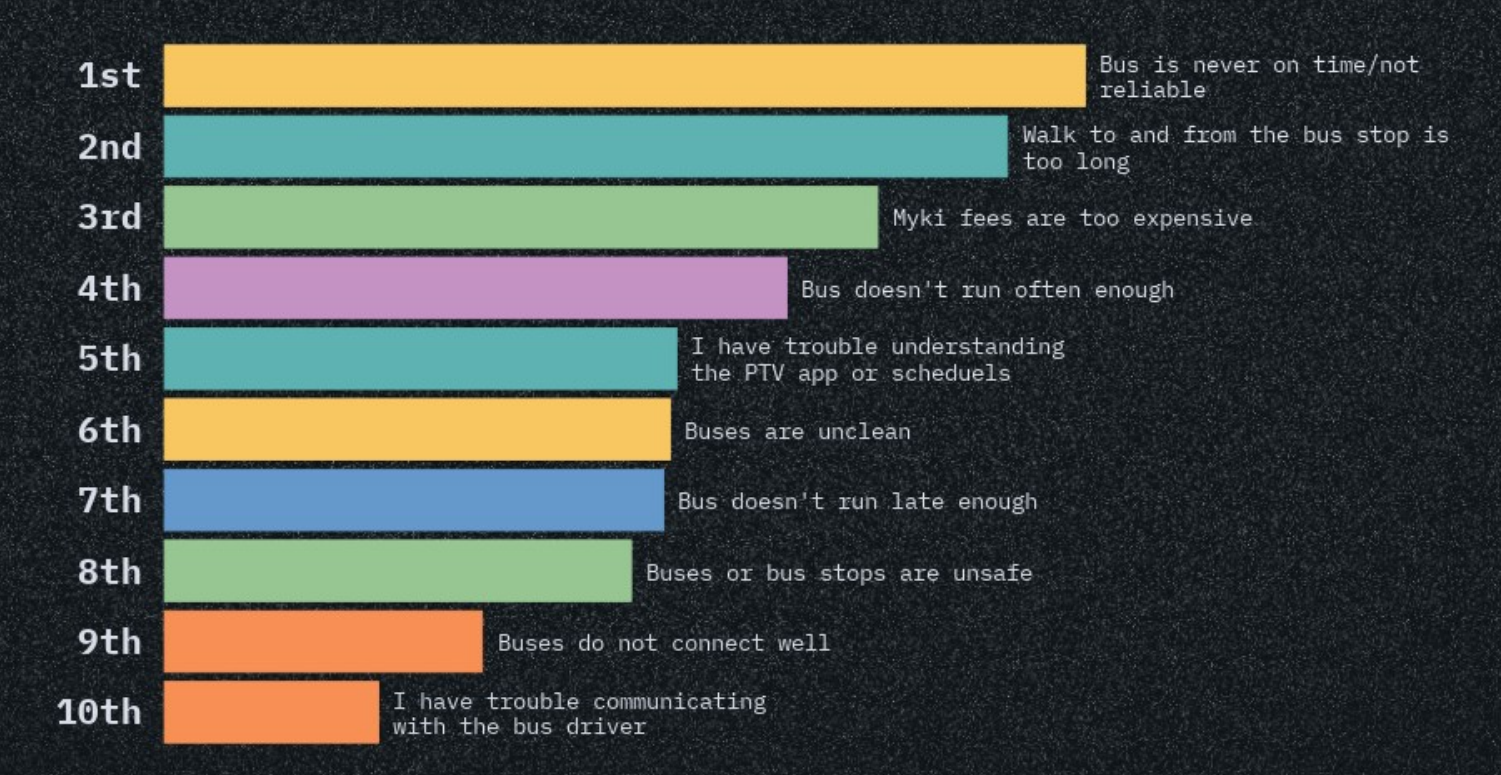 1st
Bus is never on time/not
reliable
2nd
Walk to and from the bus stop is
too long
3rd
Myki fees are too expensive
4th
Bus doesn't run often enough
5th
I have trouble understanding
the PTV app or scheduels
6th
Buses are unclean
7th
Bus doesn't run late enough
8th
Buses or bus stops are unsafe
9th
Buses do not connect well
10th
I have trouble communicating
with the bus driver